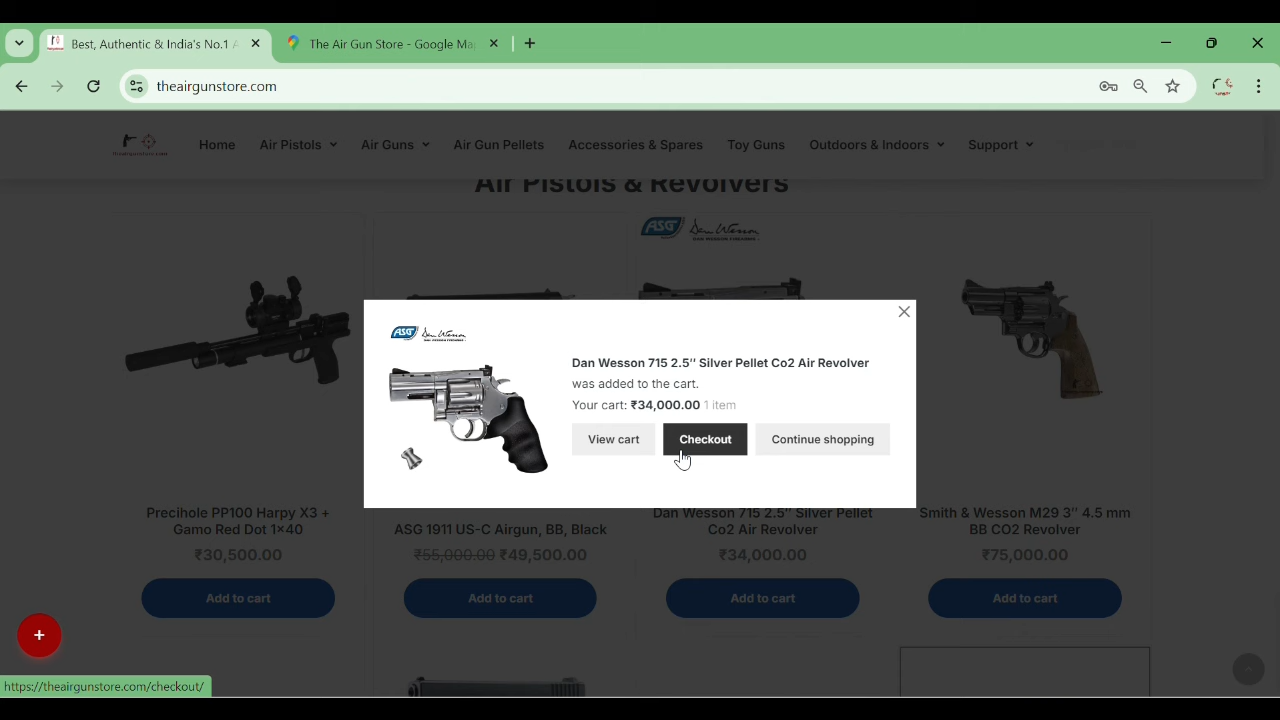 Best, Authentic & India's No.1 A
The Air Gun Store - Google Ma
theairgunstore.com
Home
Air Pistols
Air Guns
Air Gun Pellets
Accessories & Spares
Toy Guns
Outdoors & Indoors
Support
Air Pistols & Revolvers
ASG Dan Wesson
ASG Dan Wesson
Dan Wesson 715 2.5″ Silver Pellet Co2 Air Revolver
was added to the cart.
Your cart: ₹34,000.00 1 item
View cart
Checkout
Continue shopping
Precihole PP100 Harpy X3 +
Gamo Red Dot 1×40
₹30,500.00
Add to cart
ASG 1911 US-C Airgun, BB, Black
₹55,000.00 ₹49,500.00
Add to cart
Dan Wesson 715 2.5″ Silver Pellet
Co2 Air Revolver
₹34,000.00
Add to cart
Smith & Wesson M29 3″ 4.5 mm
BB CO2 Revolver
₹75,000.00
Add to cart
+
https://theairgunstore.com/checkout/